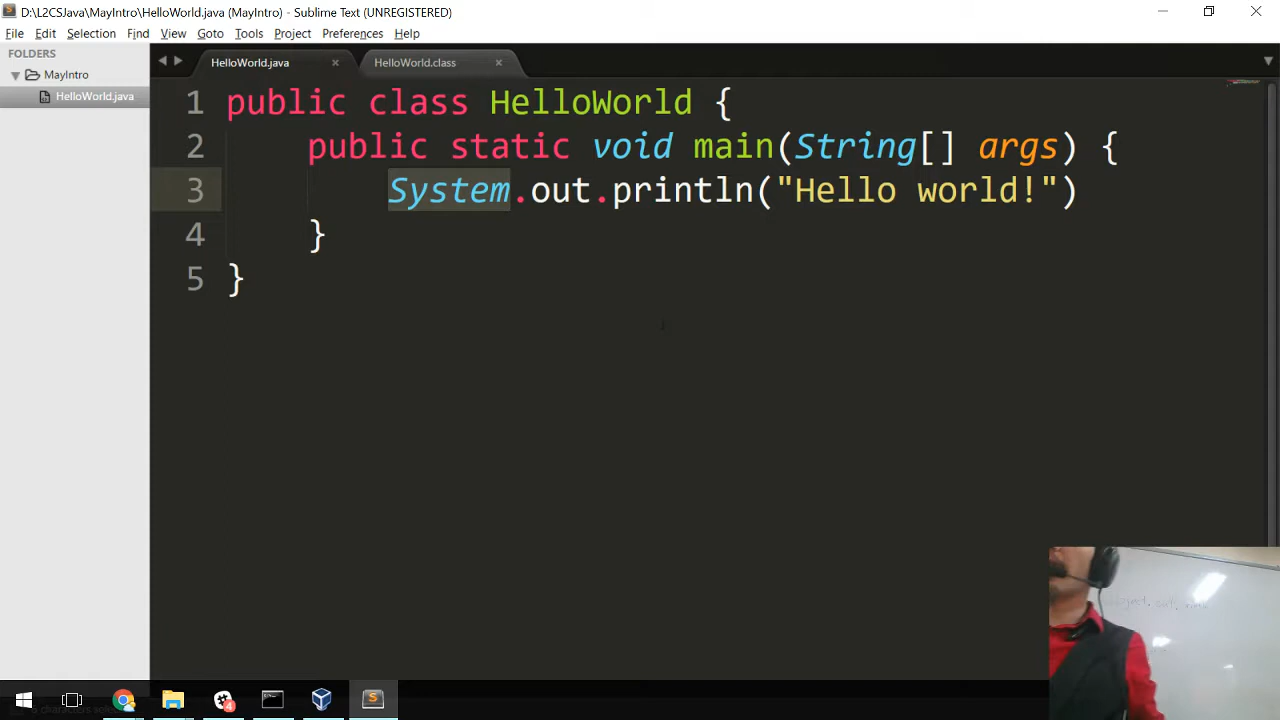 D:\L2CSJava\MayIntro\HelloWorld.java (MayIntro) - Sublime Text (UNREGISTERED)
File Edit Selection Find View Goto Tools Project Preferences Help
FOLDERS
MayIntro
HelloWorld.java
HelloWorld.java
HelloWorld.class
1 public class HelloWorld {
2 public static void main(String[] args) {
3 System.out.println("Hello world!")
4 }
5 }
4